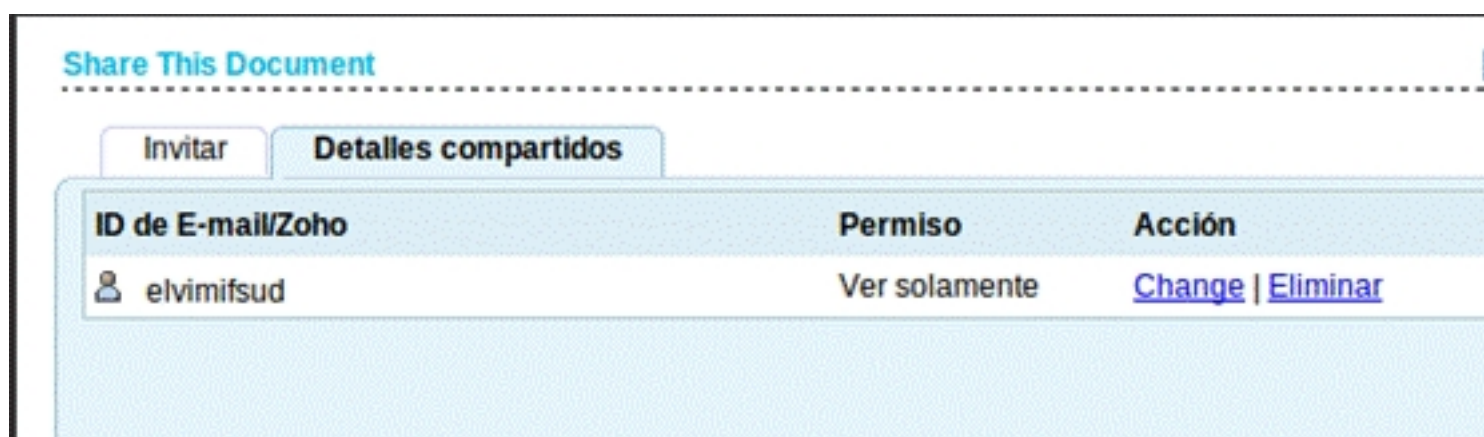 Share This Document
Invitar Detalles compartidos
ID de E-mail/Zoho Permiso Acción
elvimifsud Ver solamente Change | Eliminar